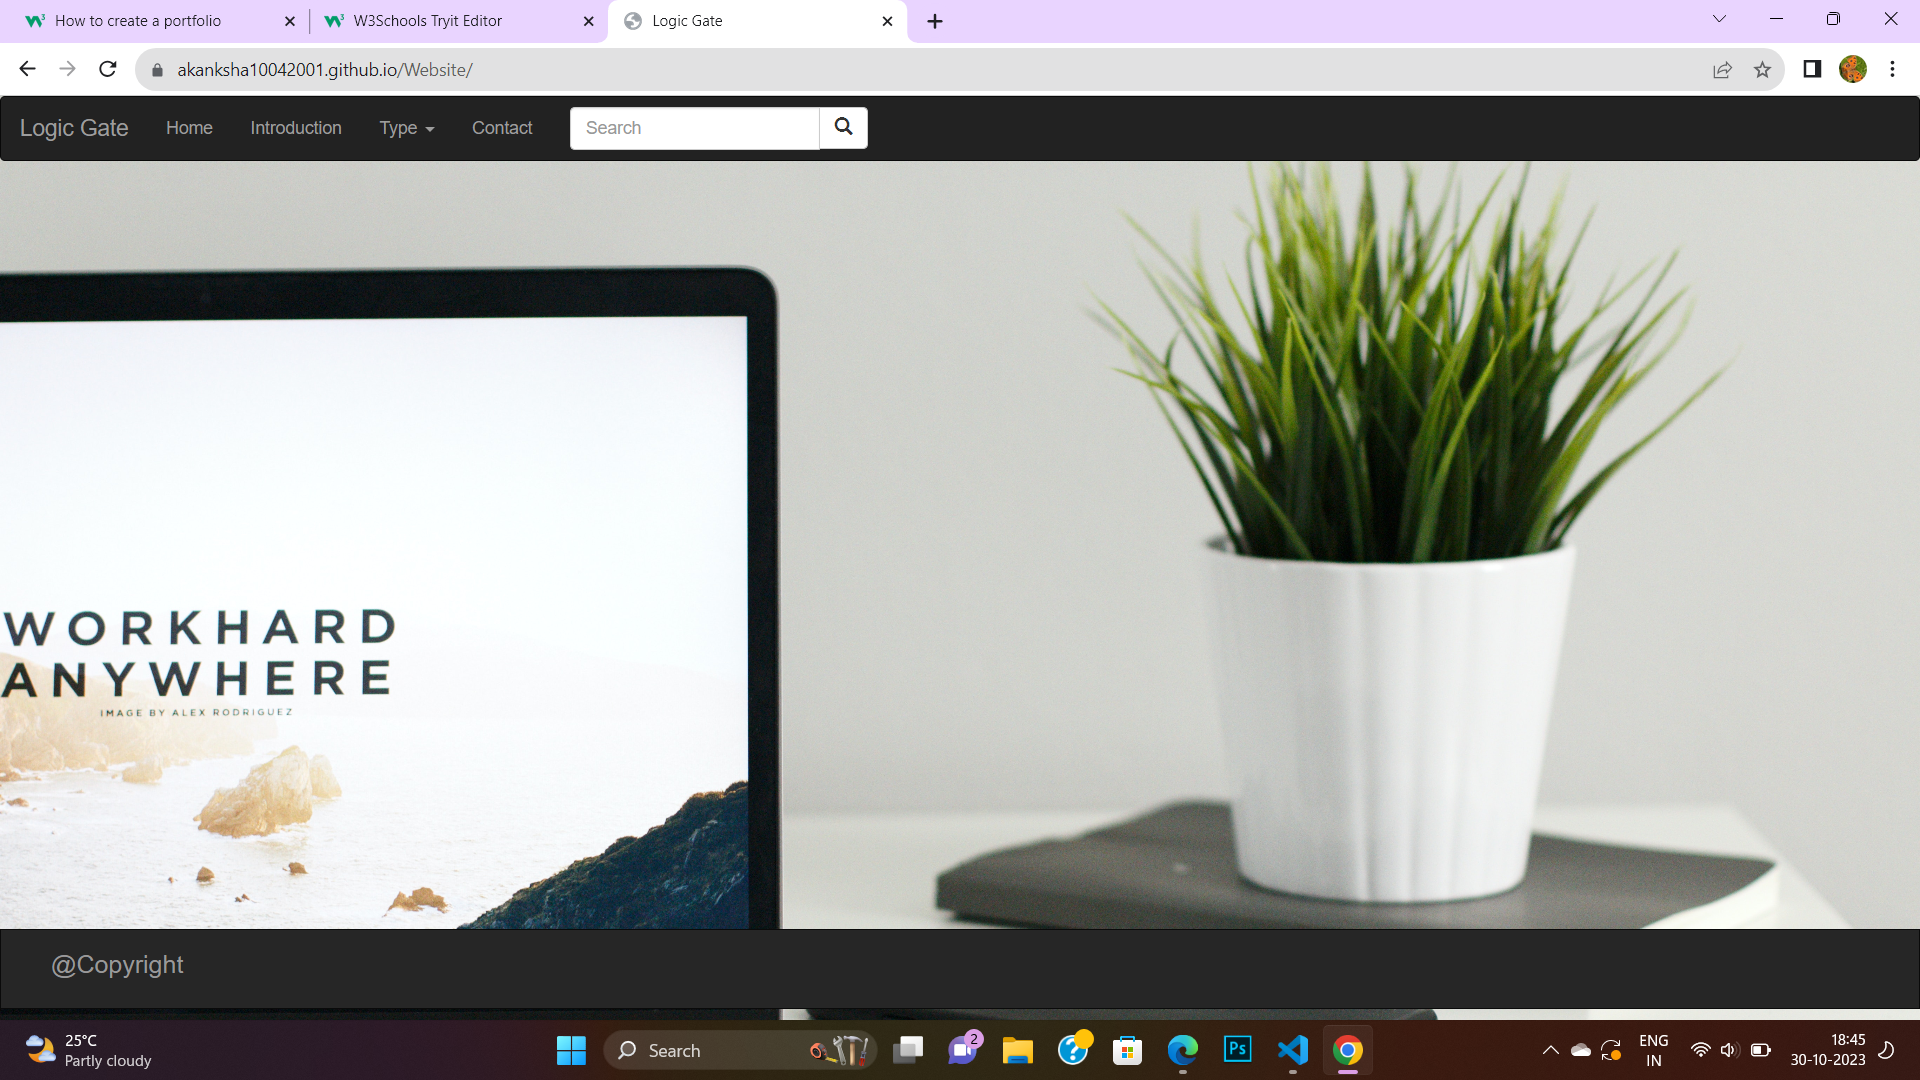 How to create a portfolio
W3Schools Tryit Editor
Logic Gate
akanksha10042001.github.io/Website/
Logic Gate Home Introduction Type Contact Search
WORKHARD
ANYWHERE
IMAGE BY ALEX RODRIGUEZ
@Copyright
25°C
Partly cloudy
Search
2
Ps
ENG
IN
18:45
30-10-2023